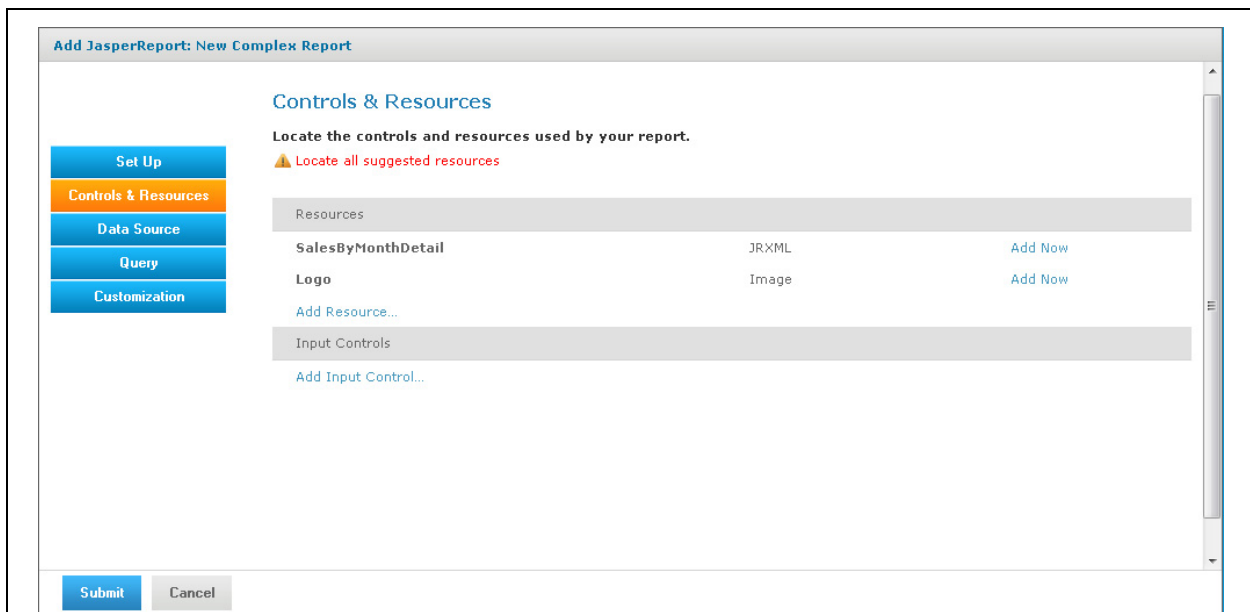 Add JasperReport: New Complex Report
Controls & Resources
Locate the controls and resources used by your report.
Locate all suggested resources
Set Up
Controls & Resources
Data Source
Query
Customization
Resources
SalesByMonthDetail JRXML Add Now
Logo Image Add Now
Add Resource...
Input Controls
Add Input Control...
Submit Cancel